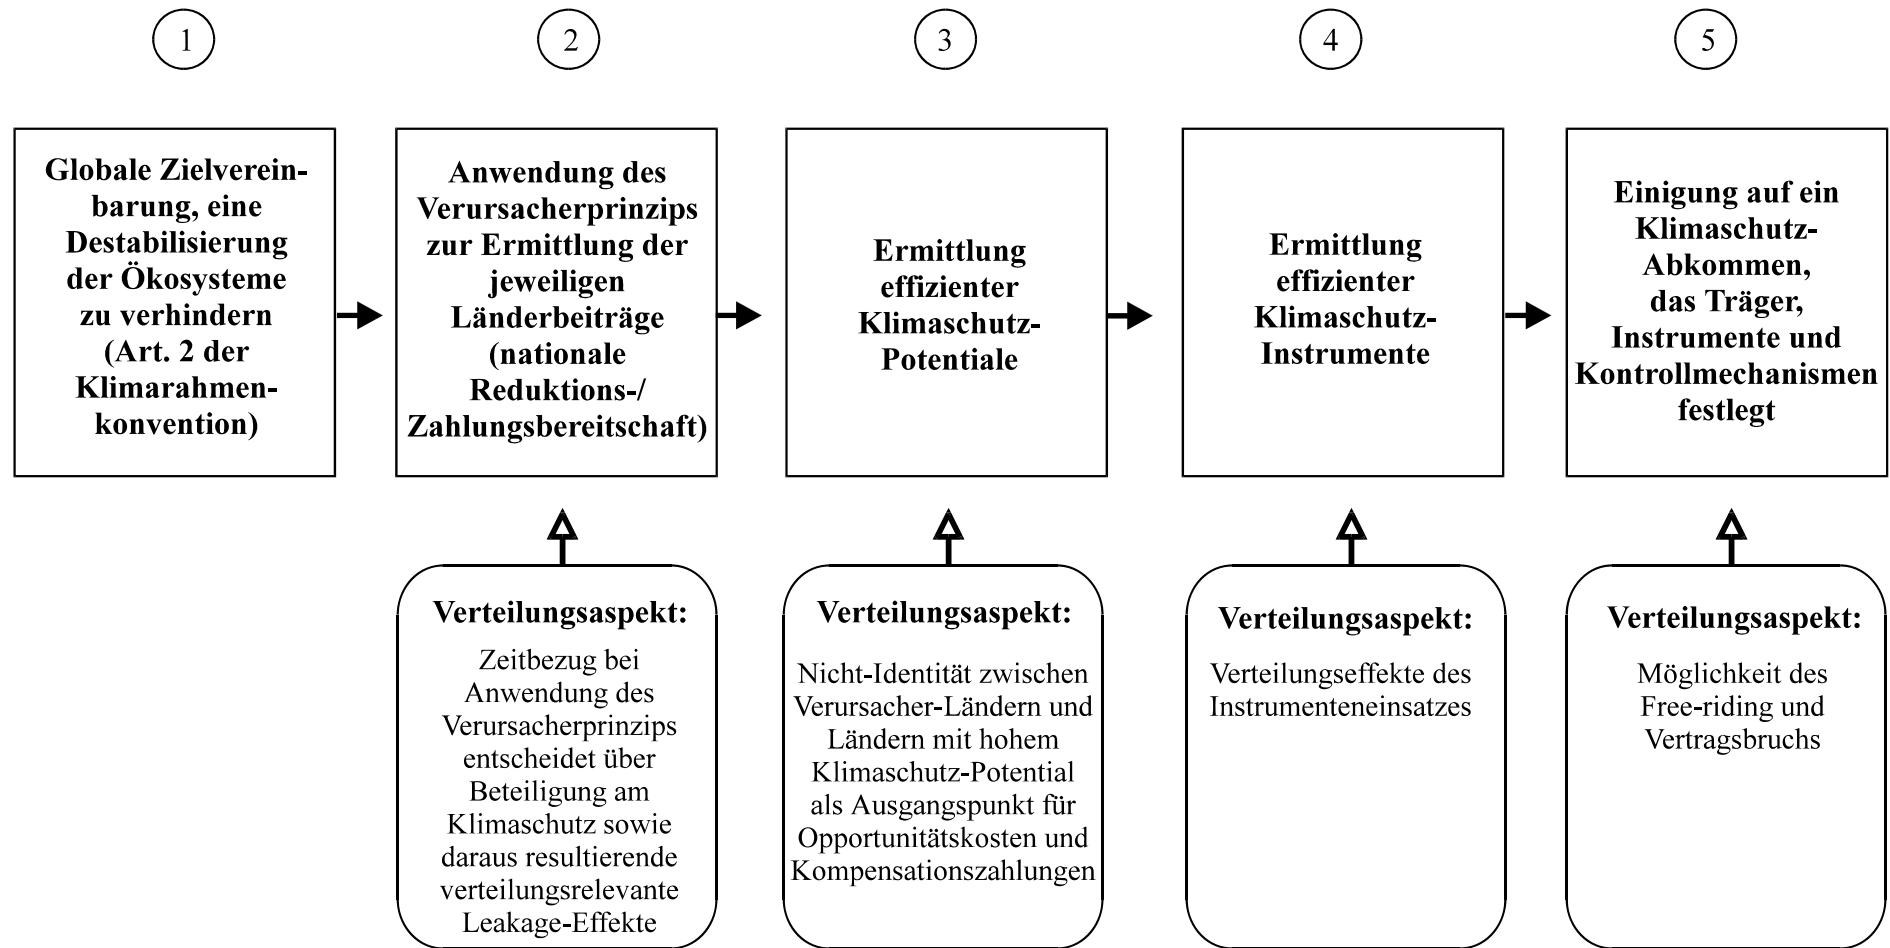 1
2
3
4
5
Globale Zielverein-
barung, eine
Destabilisierung
der Ökosysteme
zu verhindern
(Art. 2 der
Klimarahmen-
konvention)
Anwendung des
Verursacherprinzips
zur Ermittlung der
jeweiligen
Länderbeiträge
(nationale
Reduktions-/
Zahlungsbereitschaft)
Ermittlung
effizienter
Klimaschutz-
Potentiale
Ermittlung
effizienter
Klimaschutz-
Instrumente
Einigung auf ein
Klimaschutz-
Abkommen,
das Träger,
Instrumente und
Kontrollmechanismen
festlegt
Verteilungsaspekt:
Zeitbezug bei
Anwendung des
Verursacherprinzips
entscheidet über
Beteiligung am
Klimaschutz sowie
daraus resultierende
verteilungsrelevante
Leakage-Effekte
Verteilungsaspekt:
Nicht-Identität zwischen
Verursacher-Ländern und
Ländern mit hohem
Klimaschutz-Potential
als Ausgangspunkt für
Opportunitätskosten und
Kompensationszahlungen
Verteilungsaspekt:
Verteilungseffekte des
Instrumenteneinsatzes
Verteilungsaspekt:
Möglichkeit des
Free-riding und
Vertragsbruchs